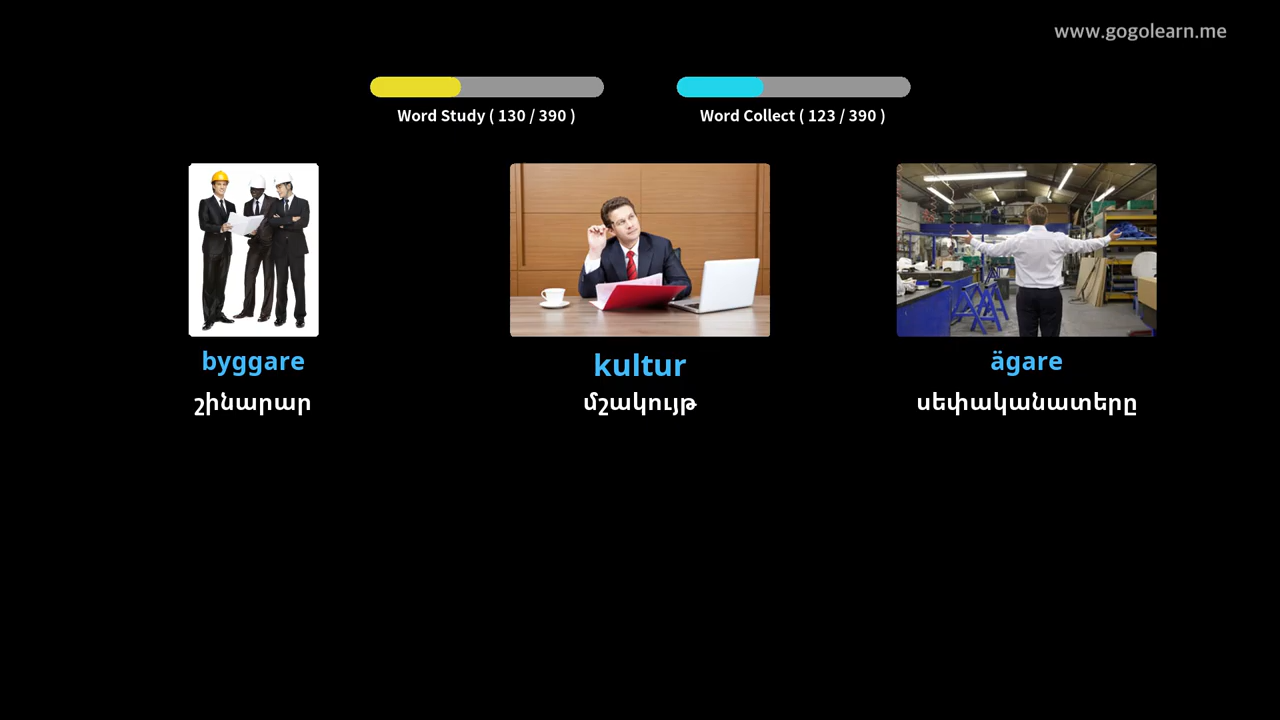 www.gogolearn.me
Word Study ( 130 / 390 )
Word Collect ( 123 / 390 )
byggare
kultur
ägare
շինարար
մշակույթ
սեփականատերը